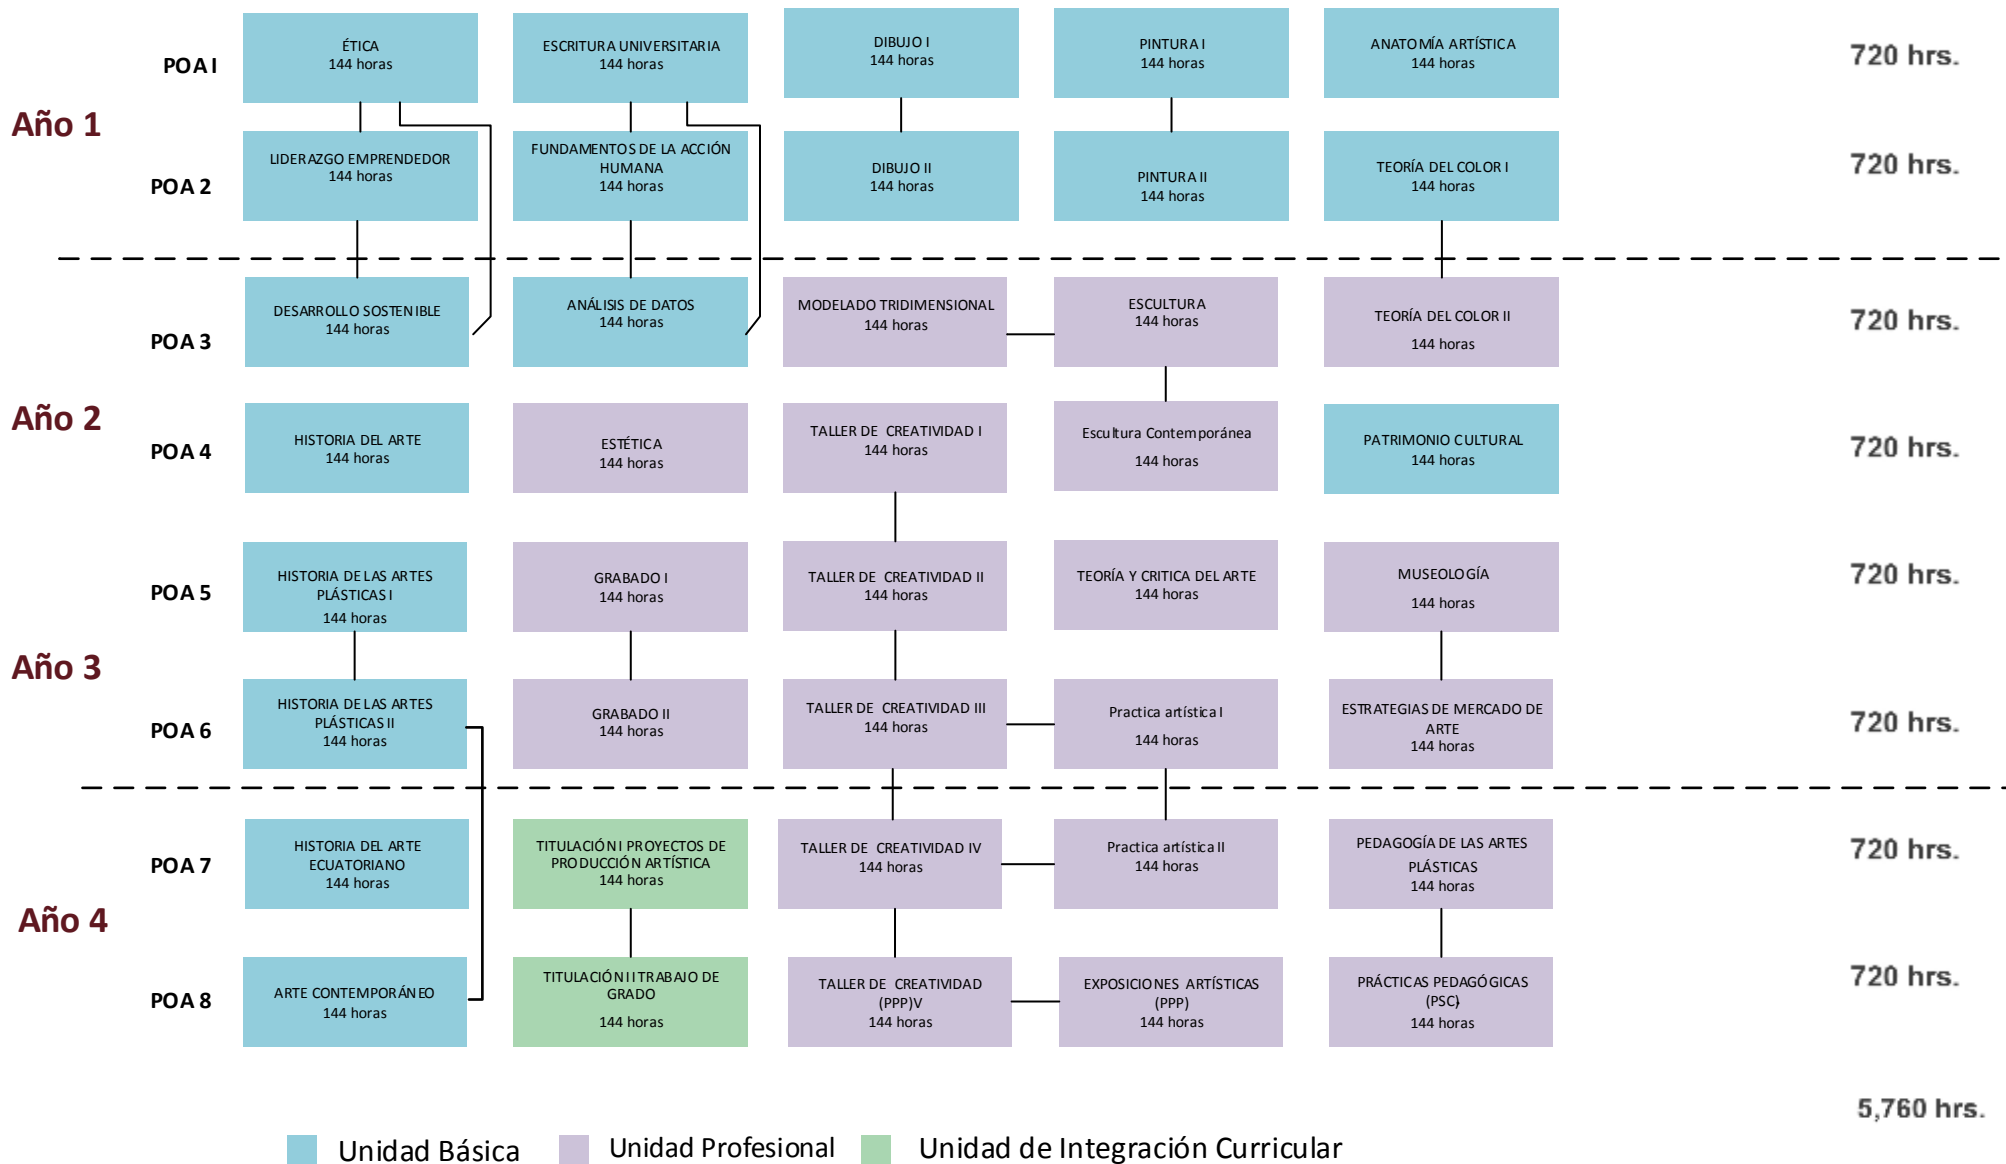 POA I
ÉTICA
144 horas
ESCRITURA UNIVERSITARIA
144 horas
DIBUJO I
144 horas
PINTURA I
144 horas
ANATOMÍA ARTÍSTICA
144 horas
720 hrs.
Año 1
POA 2
LIDERAZGO EMPRENDEDOR
144 horas
FUNDAMENTOS DE LA ACCIÓN
HUMANA
144 horas
DIBUJO II
144 horas
PINTURA II
144 horas
TEORÍA DEL COLOR I
144 horas
720 hrs.
POA 3
DESARROLLO SOSTENIBLE
144 horas
ANÁLISIS DE DATOS
144 horas
MODELADO TRIDIMENSIONAL
144 horas
ESCULTURA
144 horas
TEORÍA DEL COLOR II
144 horas
720 hrs.
Año 2
POA 4
HISTORIA DEL ARTE
144 horas
ESTÉTICA
144 horas
TALLER DE CREATIVIDAD I
144 horas
Escultura Contemporánea
144 horas
PATRIMONIO CULTURAL
144 horas
720 hrs.
POA 5
HISTORIA DE LAS ARTES
PLÁSTICAS I
144 horas
GRABADO I
144 horas
TALLER DE CREATIVIDAD II
144 horas
TEORÍA Y CRITICA DEL ARTE
144 horas
MUSEOLOGÍA
144 horas
720 hrs.
Año 3
POA 6
HISTORIA DE LAS ARTES
PLÁSTICAS II
144 horas
GRABADO II
144 horas
TALLER DE CREATIVIDAD III
144 horas
Practica artística I
144 horas
ESTRATEGIAS DE MERCADO DE
ARTE
144 horas
720 hrs.
POA 7
HISTORIA DEL ARTE
ECUATORIANO
144 horas
TITULACIÓN I PROYECTOS DE
PRODUCCIÓN ARTÍSTICA
144 horas
TALLER DE CREATIVIDAD IV
144 horas
Practica artística II
144 horas
PEDAGOGÍA DE LAS ARTES
PLÁSTICAS
144 horas
720 hrs.
Año 4
POA 8
ARTE CONTEMPORÁNEO
144 horas
TITULACIÓN II TRABAJO DE
GRADO
144 horas
TALLER DE CREATIVIDAD
(PPP)V
144 horas
EXPOSICIONES ARTÍSTICAS
(PPP)
144 horas
PRÁCTICAS PEDAGÓGICAS
(PSC)
144 horas
720 hrs.
5,760 hrs.
Unidad Básica
Unidad Profesional
Unidad de Integración Curricular